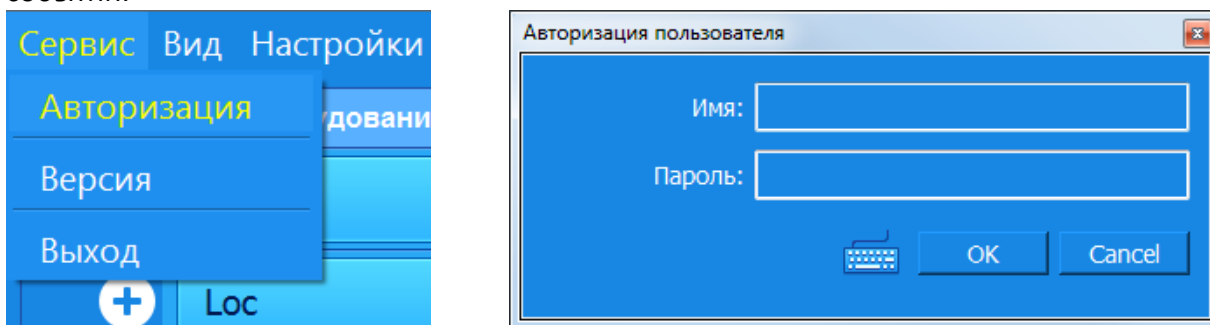 Сервис Вид Настройки
Авторизация
Версия
Выход
Loc
Авторизация пользователя
Имя:
Пароль:
OK Cancel